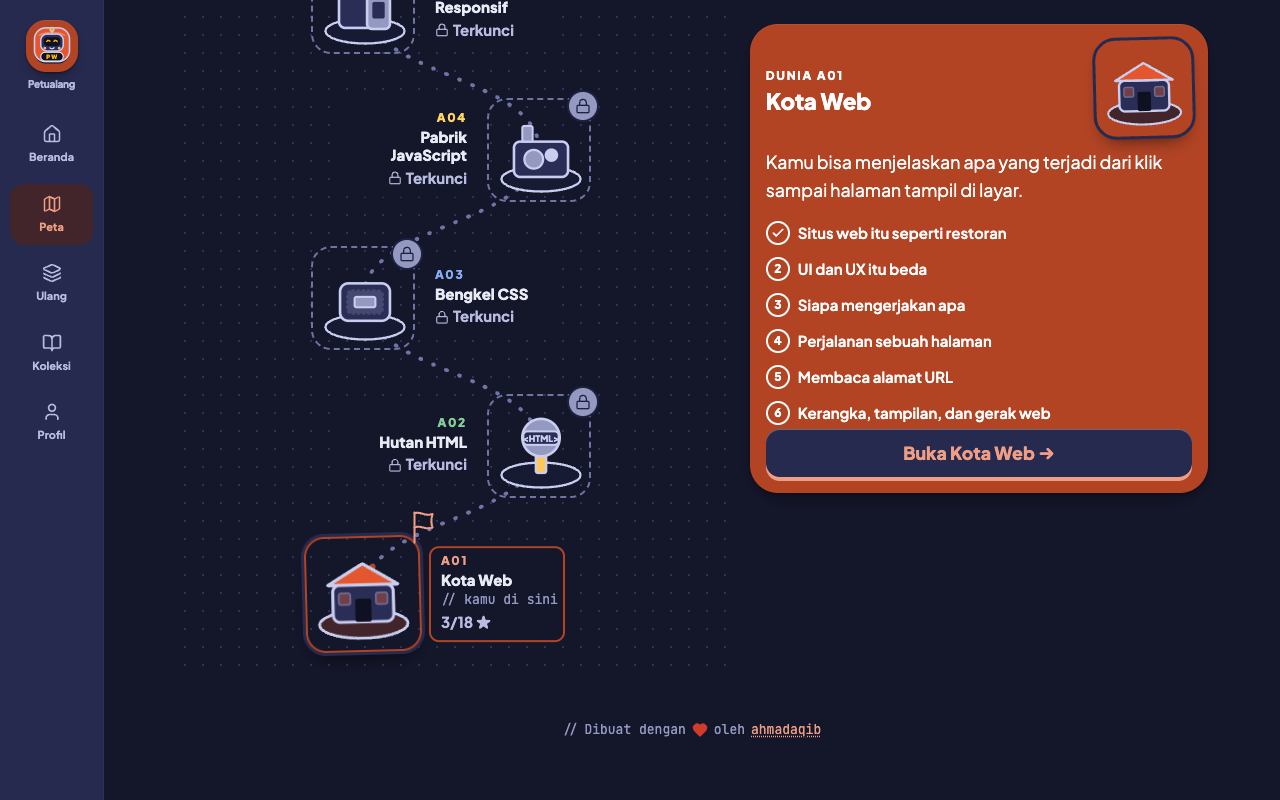 PW
Petualang
Beranda
Peta
Ulang
Koleksi
Profil
Responsif
Terkunci
A04
Pabrik
JavaScript
Terkunci
A03
Bengkel CSS
Terkunci
A02
Hutan HTML
Terkunci
<HTML>
A01
Kota Web
// kamu di sini
3/18
DUNIA A01
Kota Web
Kamu bisa menjelaskan apa yang terjadi dari klik
sampai halaman tampil di layar.
Situs web itu seperti restoran
2 UI dan UX itu beda
3 Siapa mengerjakan apa
4 Perjalanan sebuah halaman
5 Membaca alamat URL
6 Kerangka, tampilan, dan gerak web
Buka Kota Web →
// Dibuat dengan ❤ oleh ahmadaqib